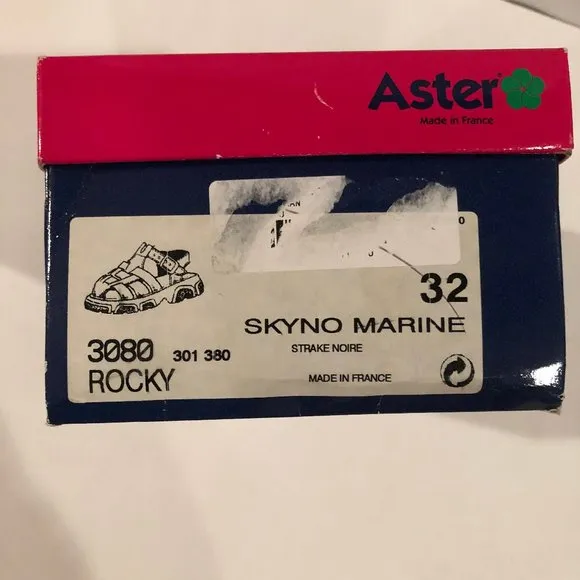 Aster
Made in France
32
SKYNO MARINE
STRAKE NOIRE
3080 301 380
ROCKY
MADE IN FRANCE